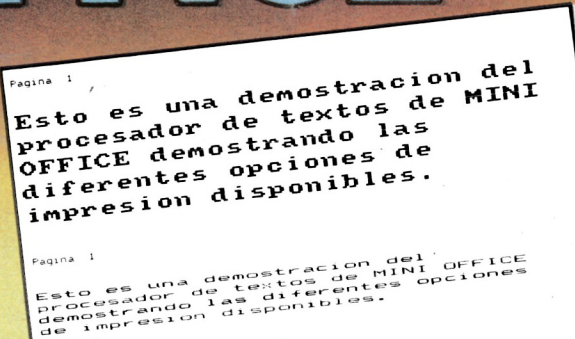 Pagina 1
Esto es una demostracion del
procesador de textos de MINI
OFFICE demostrando las
diferentes opciones de
impresion disponibles.
Pagina 1
Esto es una demostracion del
procesador de textos de MINI OFFICE
demostrando las diferentes opciones
de impresion disponibles.